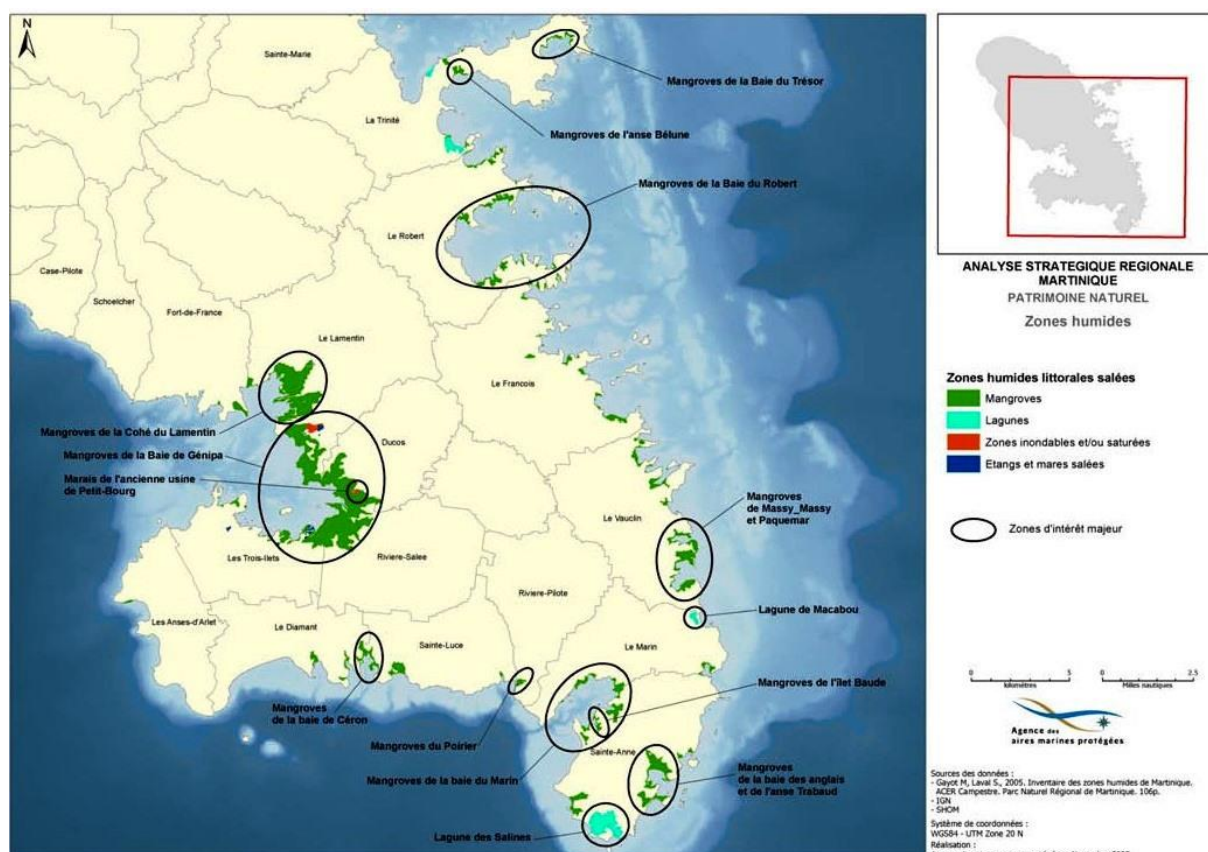 N
Sainte-Marie
Mangroves de la Baie du Trésor
La Trinité
Mangroves de l'anse Bélune
Mangroves de la Baie du Robert
Le Robert
Case-Pilote
Schoelcher
Fort-de-France
Le Lamentin
Le Francois
Mangroves de la Cohé du Lamentin
Ducos
Mangroves de la Baie de Génipa
Marais de l'ancienne usine
de Petit-Bourg
Mangroves
de Massy_Massy
et Paquemar
Le Vauclin
Les Trois-Ilets
Riviere-Salee
Riviere-Pilote
Lagune de Macabou
Les Anses-d'Arlet
Le Diamant
Sainte-Luce
Le Marin
Mangroves de l'îlet Baude
Mangroves
de la baie de Céron
Mangroves du Poirier
Sainte-Anne
Mangroves de la baie du Marin
Mangroves
de la baie des anglais
et de l'anse Trabaud
Lagune des Salines
ANALYSE STRATEGIQUE REGIONALE
MARTINIQUE
PATRIMOINE NATUREL
Zones humides
Zones humides littorales salées
Mangroves
Lagunes
Zones inondables et/ou saturées
Etangs et mares salées
Zones d'intérêt majeur
0 5
kilomètres
0 2.5
Milles nautiques
Agence des
aires marines protégées
Sources des données :
- Gayot M, Laval S., 2005. Inventaire des zones humides de Martinique.
ACER Campestre. Parc Naturel Régional de Martinique. 106p.
- IGN
- SHOM
Système de coordonnées :
WGS84 - UTM Zone 20 N
Réalisation :